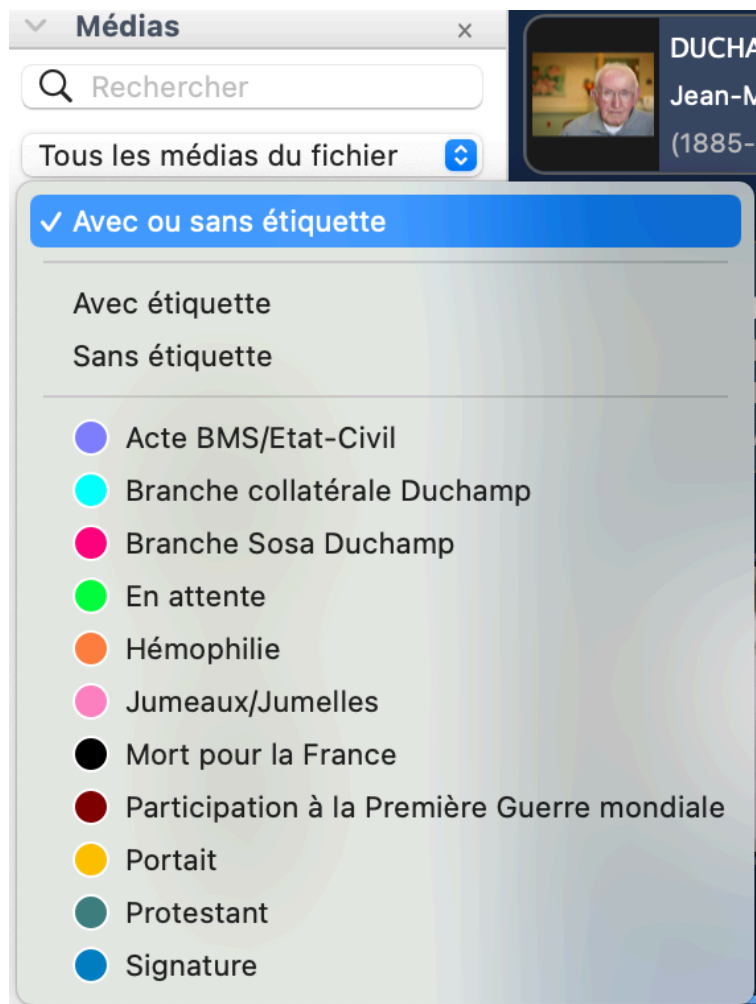 Médias
Rechercher
Tous les médias du fichier
Jean-M
(1885-
Avec ou sans étiquette
Avec étiquette
Sans étiquette
Acte BMS/Etat-Civil
Branche collatérale Duchamp
Branche Sosa Duchamp
En attente
Hémophilie
Jumeaux/Jumelles
Mort pour la France
Participation à la Première Guerre mondiale
Portait
Protestant
Signature